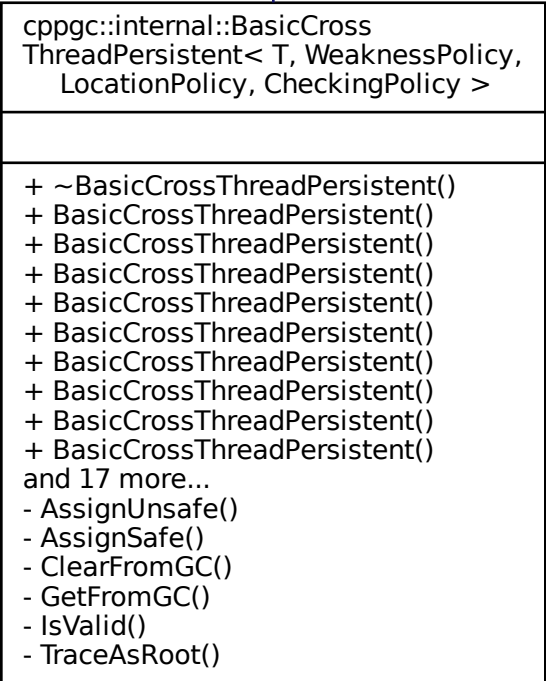 cppgc::internal::BasicCross
ThreadPersistent< T, WeaknessPolicy,
LocationPolicy, CheckingPolicy >
+ ~BasicCrossThreadPersistent()
+ BasicCrossThreadPersistent()
+ BasicCrossThreadPersistent()
+ BasicCrossThreadPersistent()
+ BasicCrossThreadPersistent()
+ BasicCrossThreadPersistent()
+ BasicCrossThreadPersistent()
+ BasicCrossThreadPersistent()
+ BasicCrossThreadPersistent()
+ BasicCrossThreadPersistent()
and 17 more...
- AssignUnsafe()
- AssignSafe()
- ClearFromGC()
- GetFromGC()
- IsValid()
- TraceAsRoot()